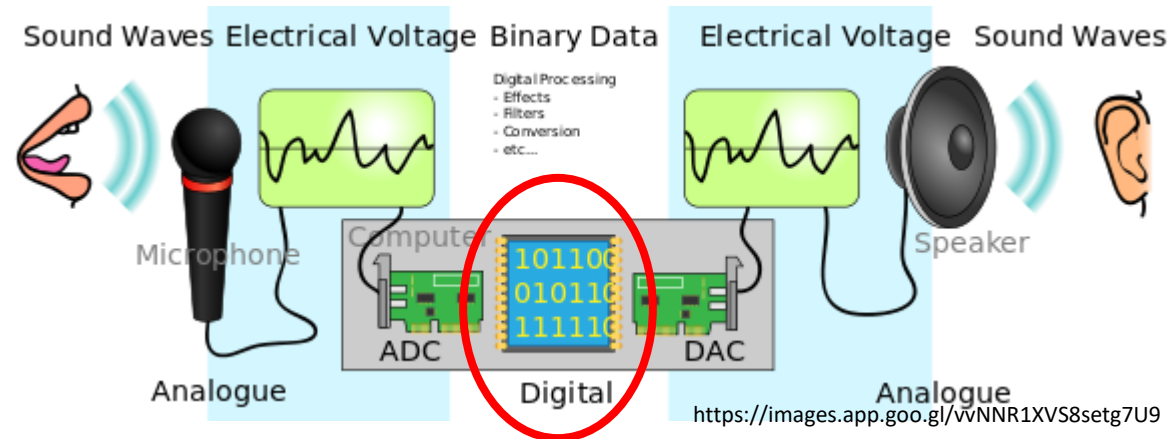 Sound Waves Electrical Voltage Binary Data Electrical Voltage Sound Waves
Digital Processing
- Effects
- Filters
- Conversion
- etc...
Microphone
Computer
Speaker
101100
010110
111110
ADC
DAC
Analogue
Digital
Analogue
https://images.app.goo.gl/vvNNR1XVS8setg7U9